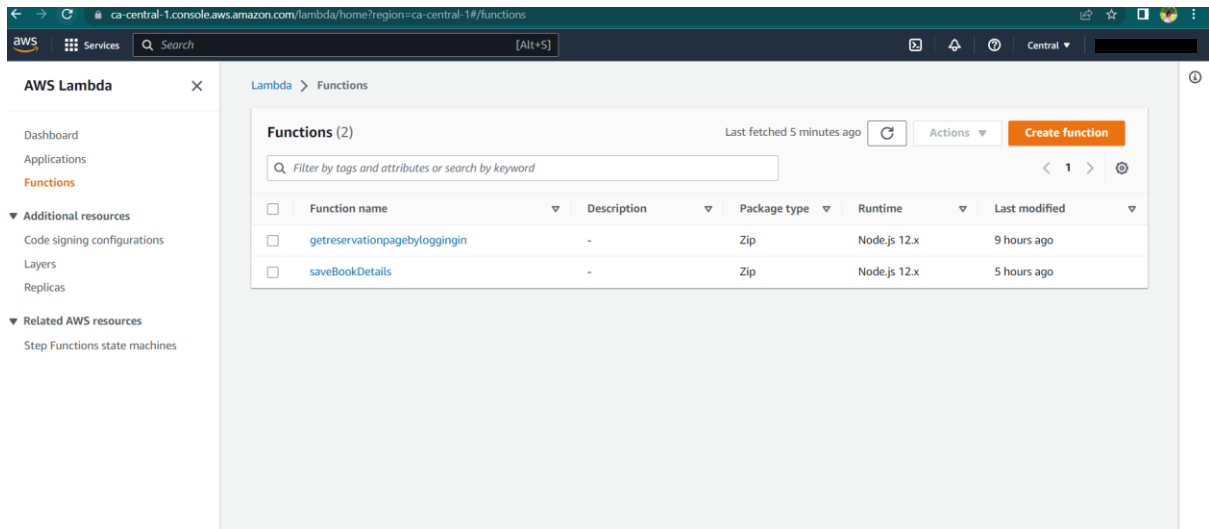 ca-central-1.console.aws.amazon.com/lambda/home?region=ca-central-1#/functions
aws Services Search [Alt+S] Central
AWS Lambda
Dashboard
Applications
Functions
Additional resources
Code signing configurations
Layers
Replicas
Related AWS resources
Step Functions state machines
Lambda > Functions
Functions (2) Last fetched 5 minutes ago Actions Create function
Filter by tags and attributes or search by keyword < 1 >
Function name Description Package type Runtime Last modified
getreservationpagebyloggingin - Zip Node.js 12.x 9 hours ago
saveBookDetails - Zip Node.js 12.x 5 hours ago